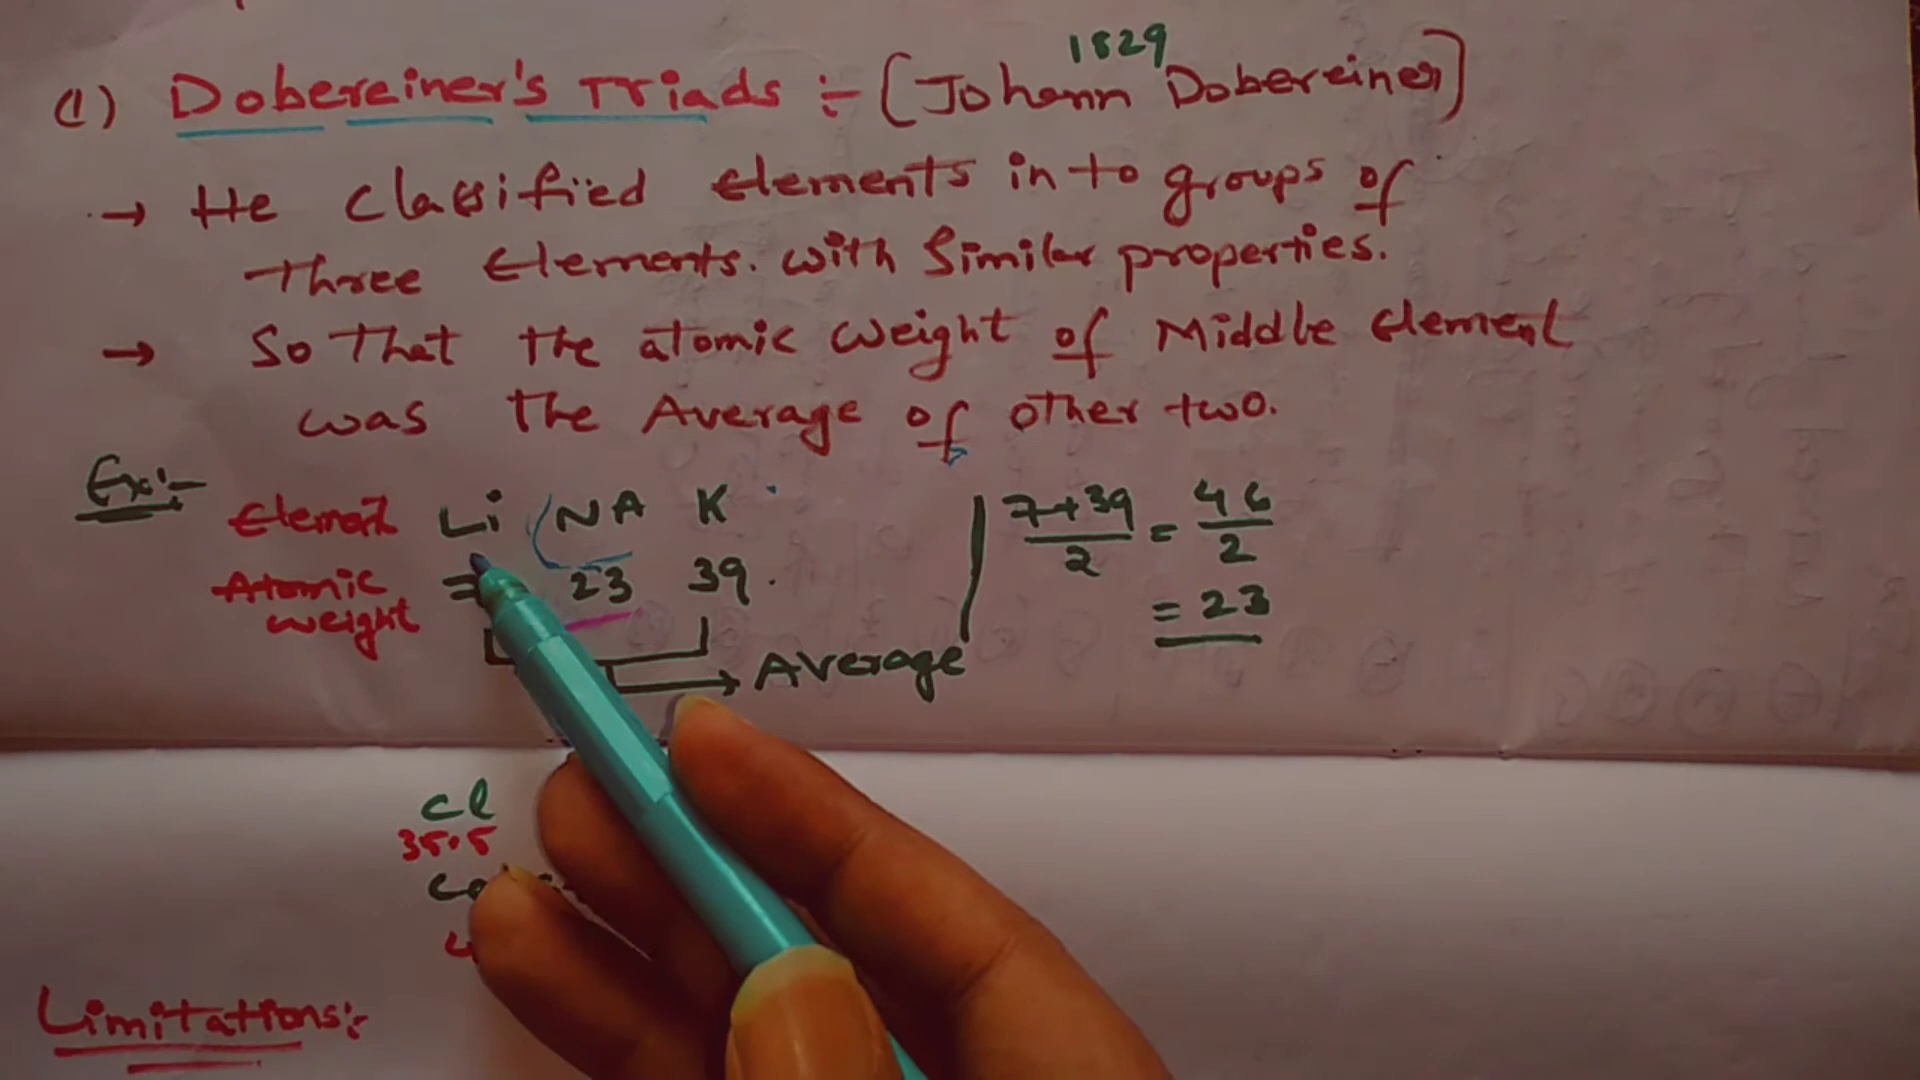 1829
(1) Dobereiner's Triads :- [Johann Dobereiner]
→ He classified elements in to groups of
Three Elements. with Similar properties.
→ So That the atomic weight of Middle Element
was the Average of other two.
Ex:-
Element Li NA K
Atomic weight 23 39.
Average
7+39/2 = 46/2
= 23
Cl
35.5
Limitations:-